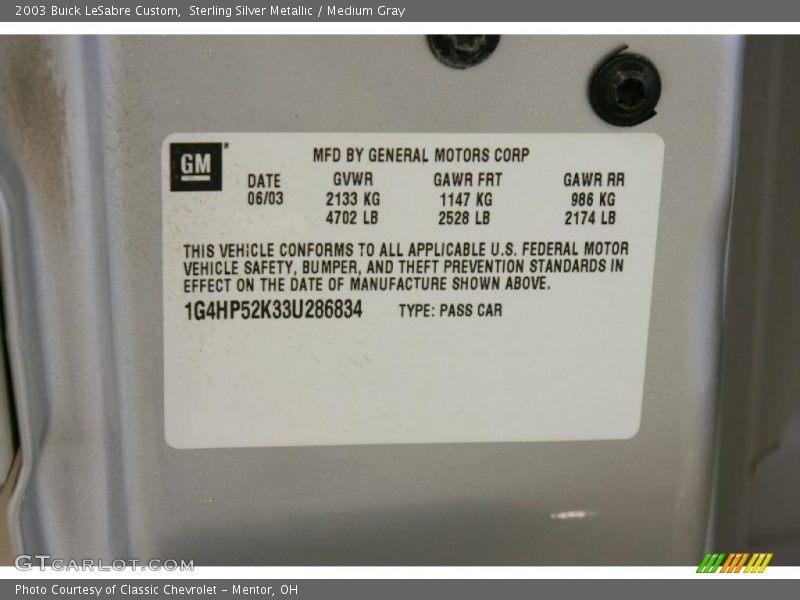 2003 Buick LeSabre Custom,  Sterling Silver Metallic / Medium Gray
GM
MFD BY GENERAL MOTORS CORP
DATE GVWR GAWR FRT GAWR RR
06/03 2133 KG 1147 KG 986 KG
4702 LB 2528 LB 2174 LB
THIS VEHICLE CONFORMS TO ALL APPLICABLE U.S. FEDERAL MOTOR
VEHICLE SAFETY, BUMPER, AND THEFT PREVENTION STANDARDS IN
EFFECT ON THE DATE OF MANUFACTURE SHOWN ABOVE.
1G4HP52K33U286834 TYPE: PASS CAR
GTCARLOT.COM
Photo Courtesy of Classic Chevrolet - Mentor, OH